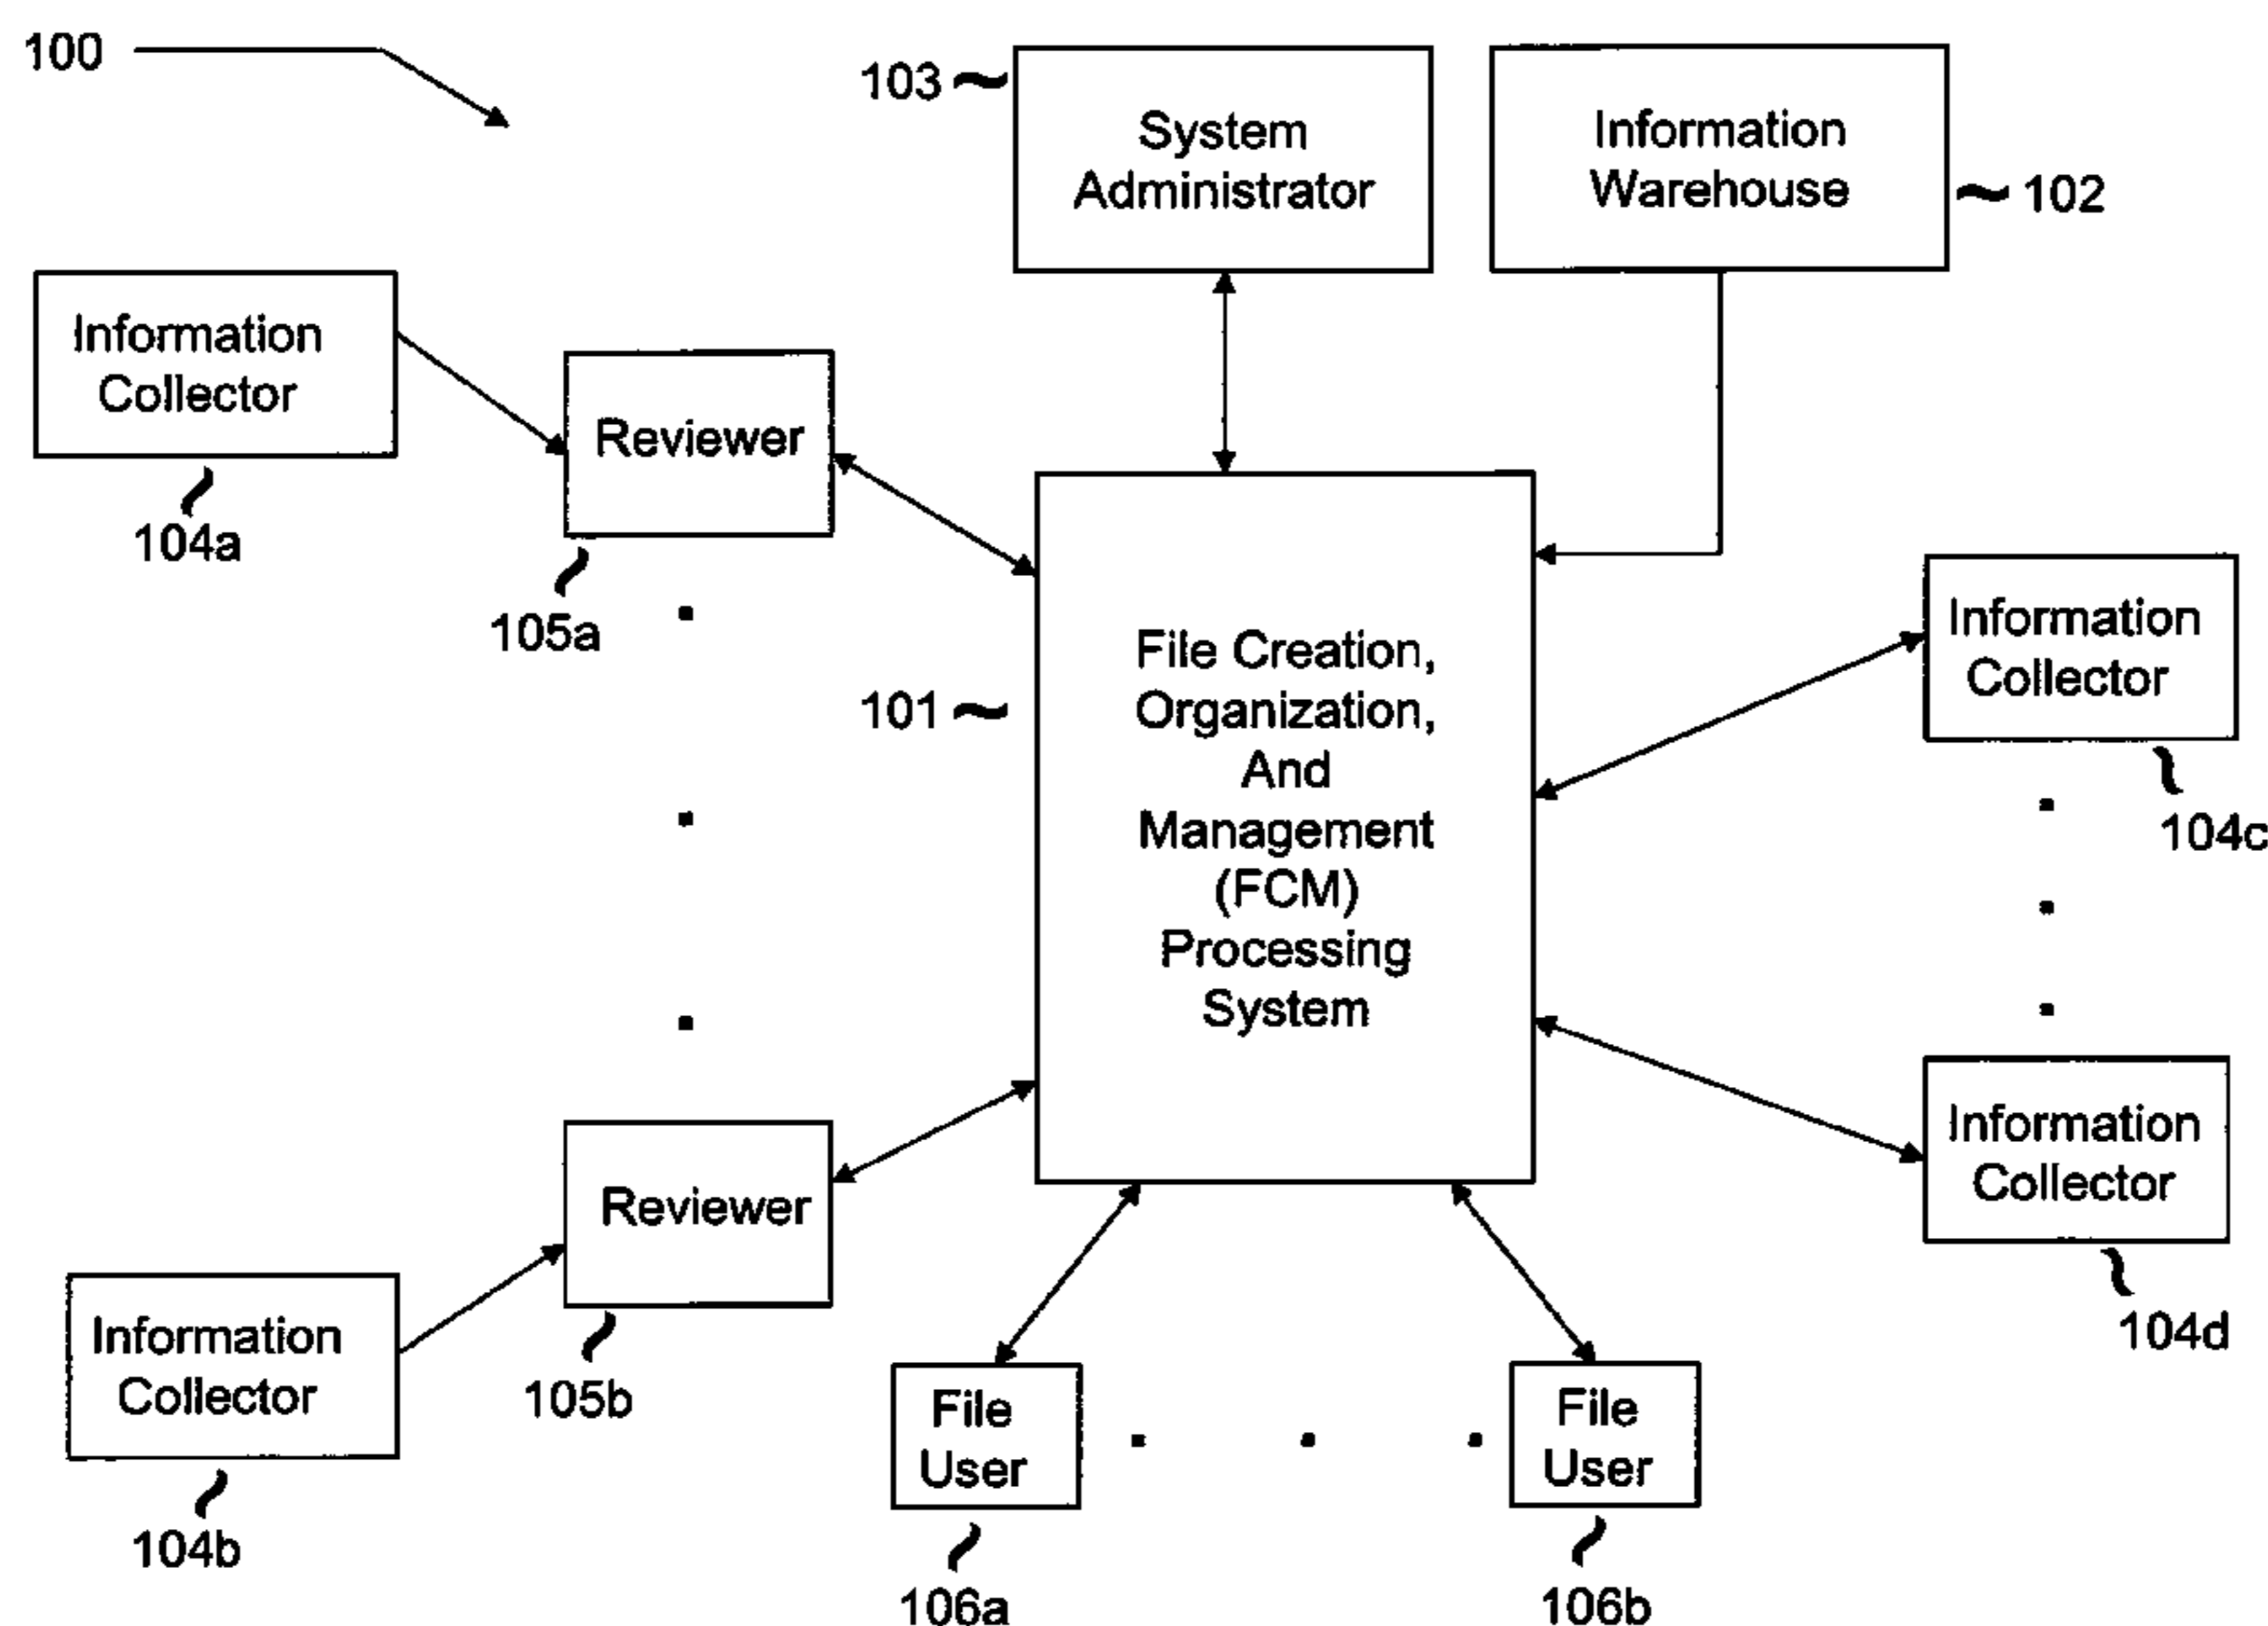 100
103
System
Administrator
Information
Warehouse
102
Information
Collector
104a
Reviewer
105a
101
File Creation,
Organization,
And
Management
(FCM)
Processing
System
Information
Collector
104c
Information
Collector
104d
Reviewer
105b
Information
Collector
104b
File
User
106a
File
User
106b